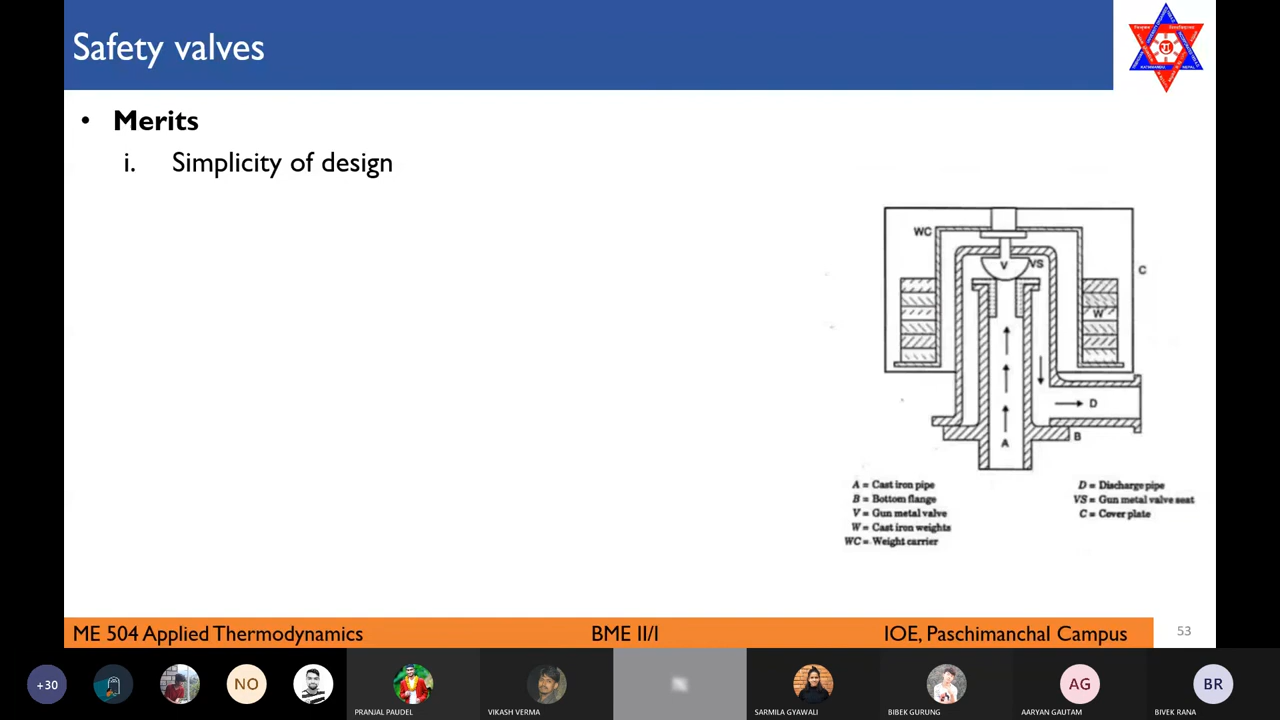 Safety valves
• Merits
i. Simplicity of design
WC
V
VS
C
W
D
A
B
A = Cast iron pipe
B = Bottom flange
V = Gun metal valve
W = Cast iron weights
WC = Weight carrier
D = Discharge pipe
VS = Gun metal valve seat
C = Cover plate
ME 504 Applied Thermodynamics BME II/I IOE, Paschimanchal Campus 53
+30
NO
PRANJAL PAUDEL
VIKASH VERMA
SARMILA GYAWALI
BIBEK GURUNG
AG
AARYAN GAUTAM
BR
BIVEK RANA